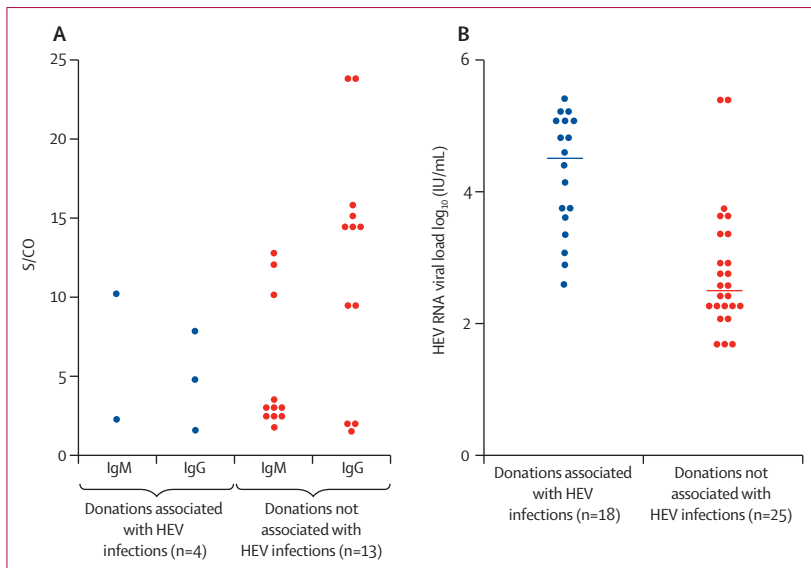 A
B
25
20
15
10
5
0
S/CO
IgM
IgG
IgM
IgG
Donations associated
with HEV
infections (n=4)
Donations not
associated with
HEV infections (n=13)
6
4
2
0
HEV RNA viral load log₁₀ (IU/mL)
Donations associated
with HEV
infections (n=18)
Donations not
associated with
HEV infections (n=25)